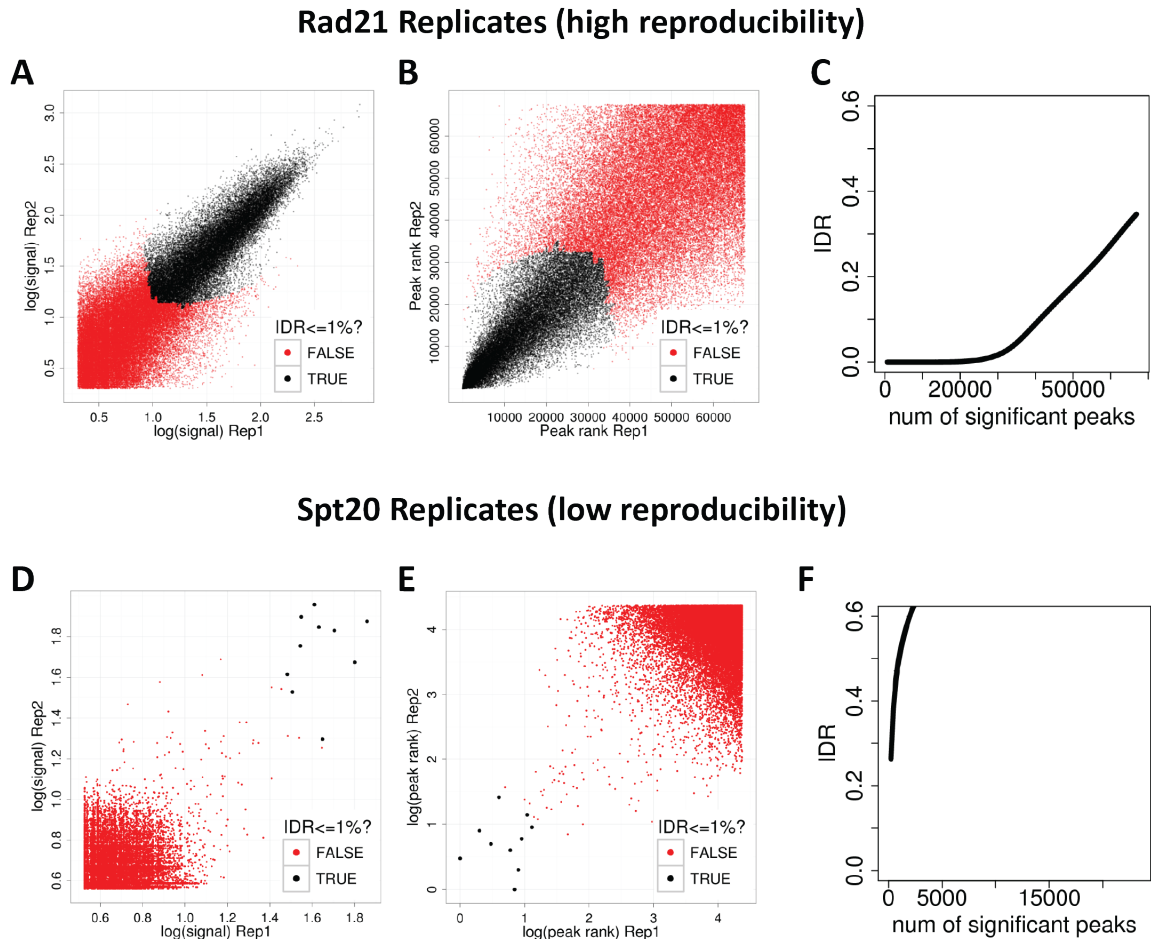 Rad21 Replicates (high reproducibility)
A
B
C
log(signal) Rep2
3.0
2.5
2.0
1.5
1.0
0.5
0.5 1.0 1.5 2.0 2.5
log(signal) Rep1
IDR<=1%?
FALSE
TRUE
Peak rank Rep2
60000
50000
40000
30000
20000
10000
10000 20000 30000 40000 50000 60000
Peak rank Rep1
IDR<=1%?
FALSE
TRUE
IDR
0.6
0.4
0.2
0.0
0 20000 50000
num of significant peaks
Spt20 Replicates (low reproducibility)
D
E
F
log(signal) Rep2
1.8
1.6
1.4
1.2
1.0
0.8
0.6
0.6 0.8 1.0 1.2 1.4 1.6 1.8
log(signal) Rep1
IDR<=1%?
FALSE
TRUE
log(peak rank) Rep2
4
3
2
1
0
0 1 2 3 4
log(peak rank) Rep1
IDR<=1%?
FALSE
TRUE
IDR
0.6
0.4
0.2
0.0
0 5000 15000
num of significant peaks